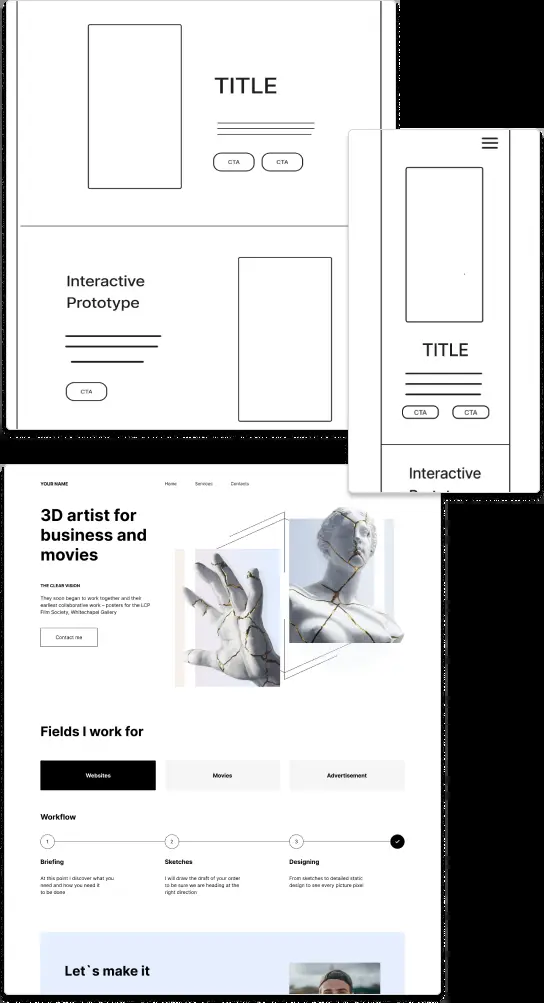 TITLE
CTA
CTA
Interactive
Prototype
CTA
TITLE
CTA
CTA
Interactive
YOUR NAME
Home
Services
Contacts
3D artist for
business and
movies
THE CLEAR VISION
They soon began to work together and their
earliest collaborative work – posters for the LCP
Film Society, Whitechapel Gallery
Contact me
Fields I work for
Websites
Movies
Advertisement
Workflow
1
2
3
Briefing
At this point I discover what you
need and how you need it
to be done
Sketches
I will draw the draft of your order
to be sure we are heading at the
right direction
Designing
From sketches to detailed static
design to see every picture pixel
Let`s make it